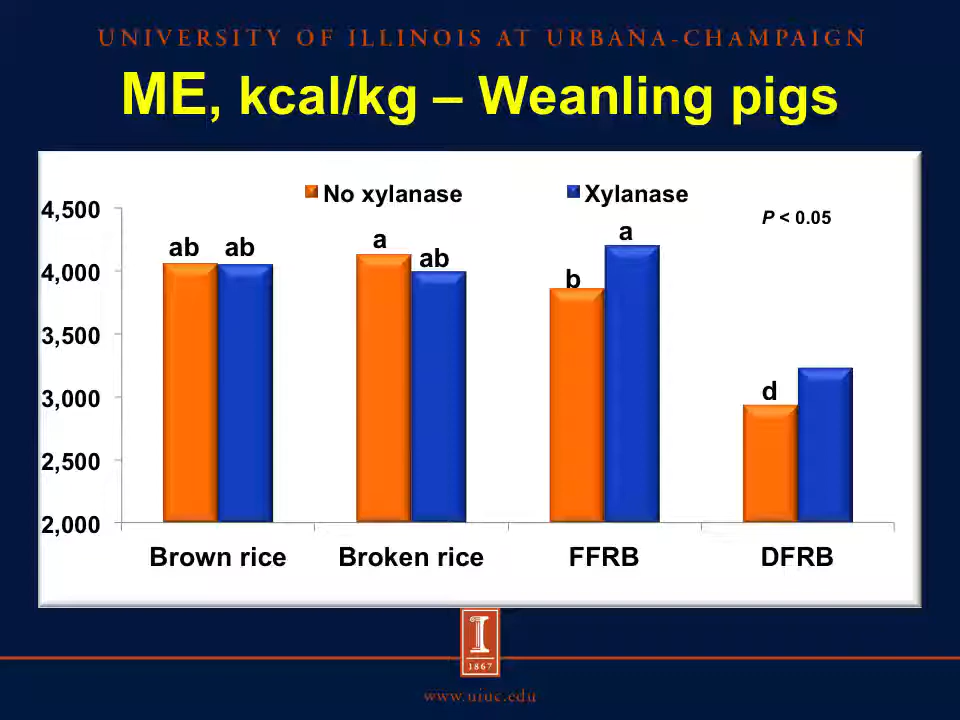 UNIVERSITY OF ILLINOIS AT URBANA-CHAMPAIGN
ME, kcal/kg – Weanling pigs
No xylanase Xylanase
P < 0.05
4,500
4,000
3,500
3,000
2,500
2,000
ab ab a ab b a d
Brown rice Broken rice FFRB DFRB
I
1867
www.uiuc.edu